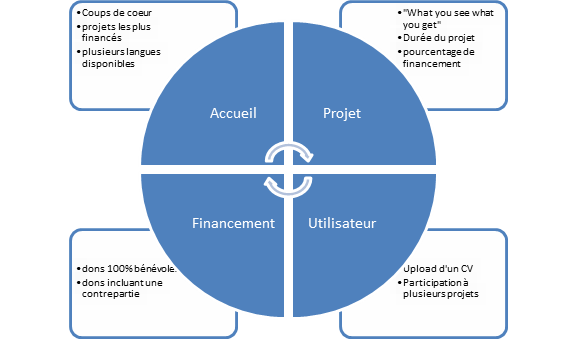 • Coups de coeur
• projets les plus
financés
• plusieurs langues
disponibles
• "What you see what
you get"
• Durée du projet
• pourcentage de
financement
Accueil
Projet
Financement
Utilisateur
• dons 100% bénévole.
• dons incluant une
contrepartie
Upload d'un CV
• Participation à
plusieurs projets